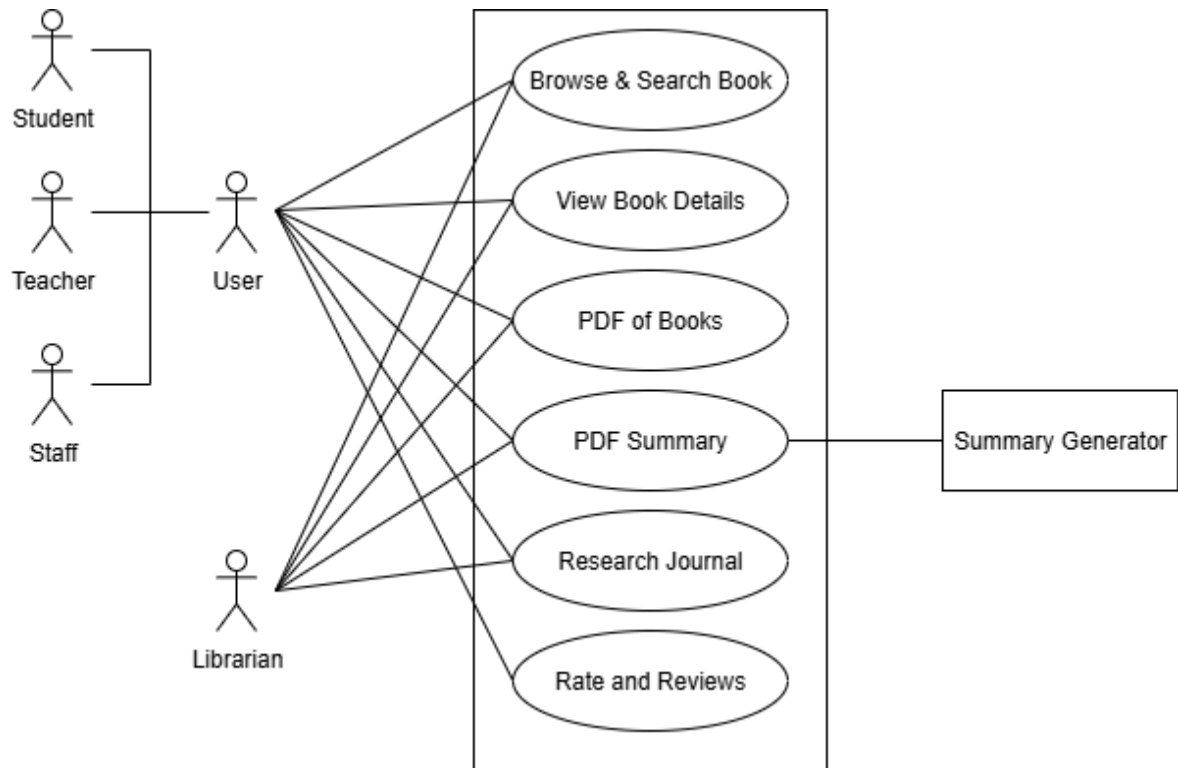 Student
Teacher
Staff
User
Librarian
Browse & Search Book
View Book Details
PDF of Books
PDF Summary
Research Journal
Rate and Reviews
Summary Generator